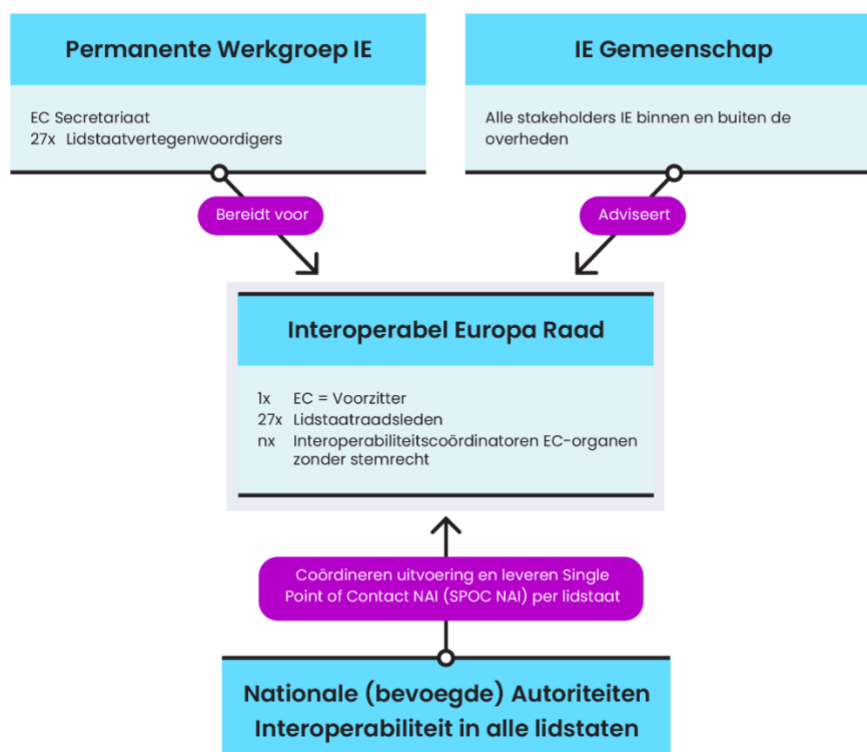 Permanente Werkgroep IE
EC Secretariaat
27x Lidstaatvertegenwoordigers
IE Gemeenschap
Alle stakeholders IE binnen en buiten de
overheden
Bereidt voor
Adviseert
Interoperabel Europa Raad
1x EC = Voorzitter
27x Lidstaatraadsleden
nx Interoperabiliteitscoördinatoren EC-organen
zonder stemrecht
Coördineren uitvoering en leveren Single
Point of Contact NAI (SPOC NAI) per lidstaat
Nationale (bevoegde) Autoriteiten
Interoperabiliteit in alle lidstaten